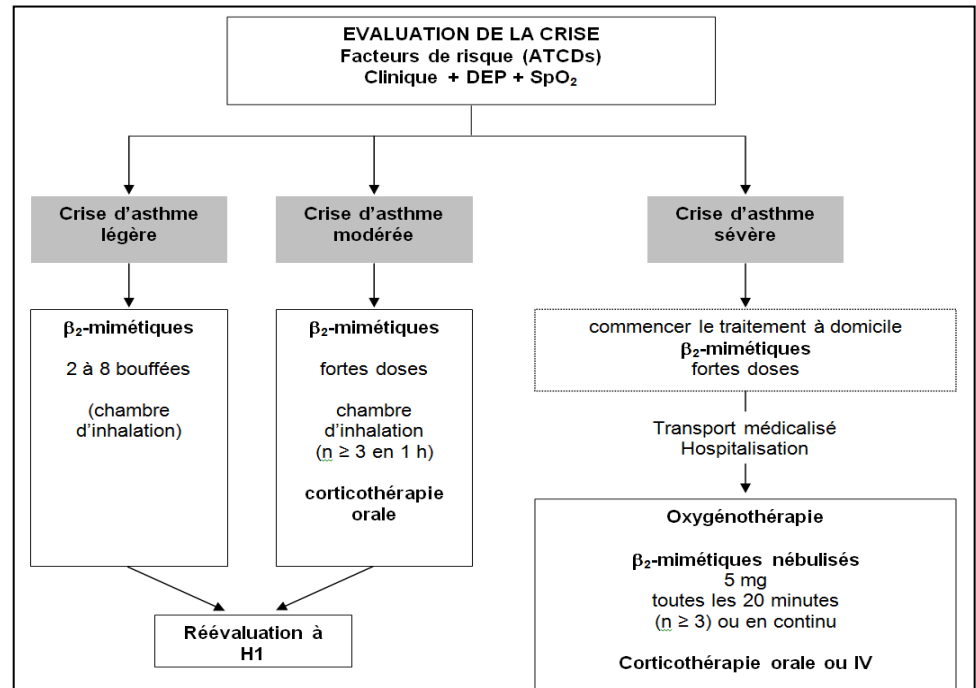 EVALUATION DE LA CRISE
Facteurs de risque (ATCDs)
Clinique + DEP + SpO₂
Crise d'asthme
légère
Crise d'asthme
modérée
Crise d'asthme
sévère
β₂-mimétiques
2 à 8 bouffées
(chambre
d'inhalation)
β₂-mimétiques
fortes doses
chambre
d'inhalation
(n ≥ 3 en 1 h)
corticothérapie
orale
commencer le traitement à domicile
β₂-mimétiques
fortes doses
Transport médicalisé
Hospitalisation
Oxygénothérapie
β₂-mimétiques nébulisés
5 mg
toutes les 20 minutes
(n ≥ 3) ou en continu
Corticothérapie orale ou IV
Réévaluation à
H1